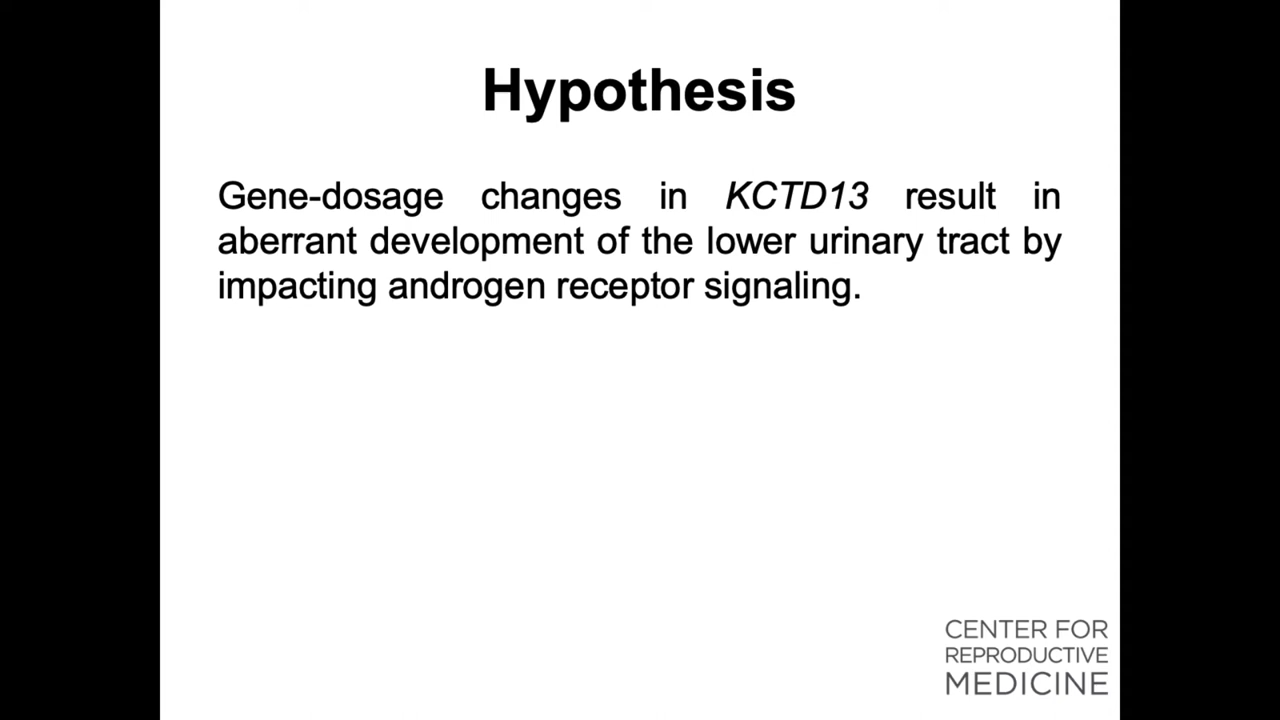 Hypothesis
Gene-dosage changes in KCTD13 result in
aberrant development of the lower urinary tract by
impacting androgen receptor signaling.
CENTER FOR
REPRODUCTIVE
MEDICINE